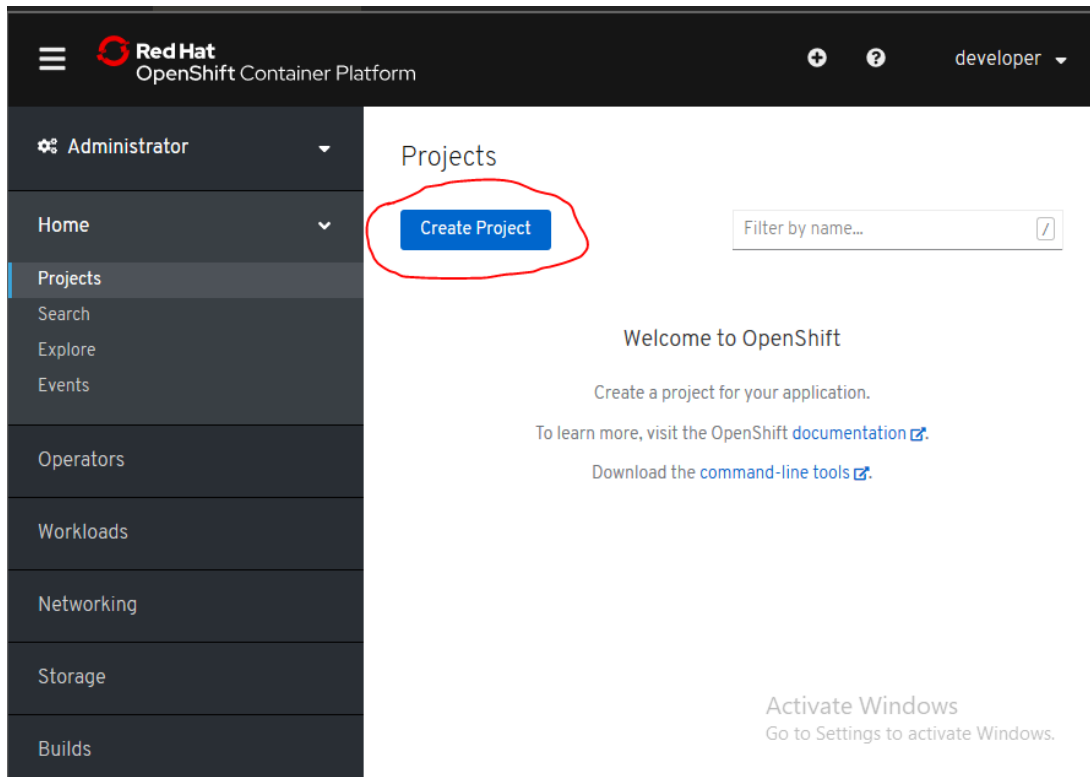 Red Hat
OpenShift Container Platform
developer
Administrator
Home
Projects
Search
Explore
Events
Operators
Workloads
Networking
Storage
Builds
Projects
Create Project
Filter by name...
/
Welcome to OpenShift
Create a project for your application.
To learn more, visit the OpenShift documentation.
Download the command-line tools.
Activate Windows
Go to Settings to activate Windows.